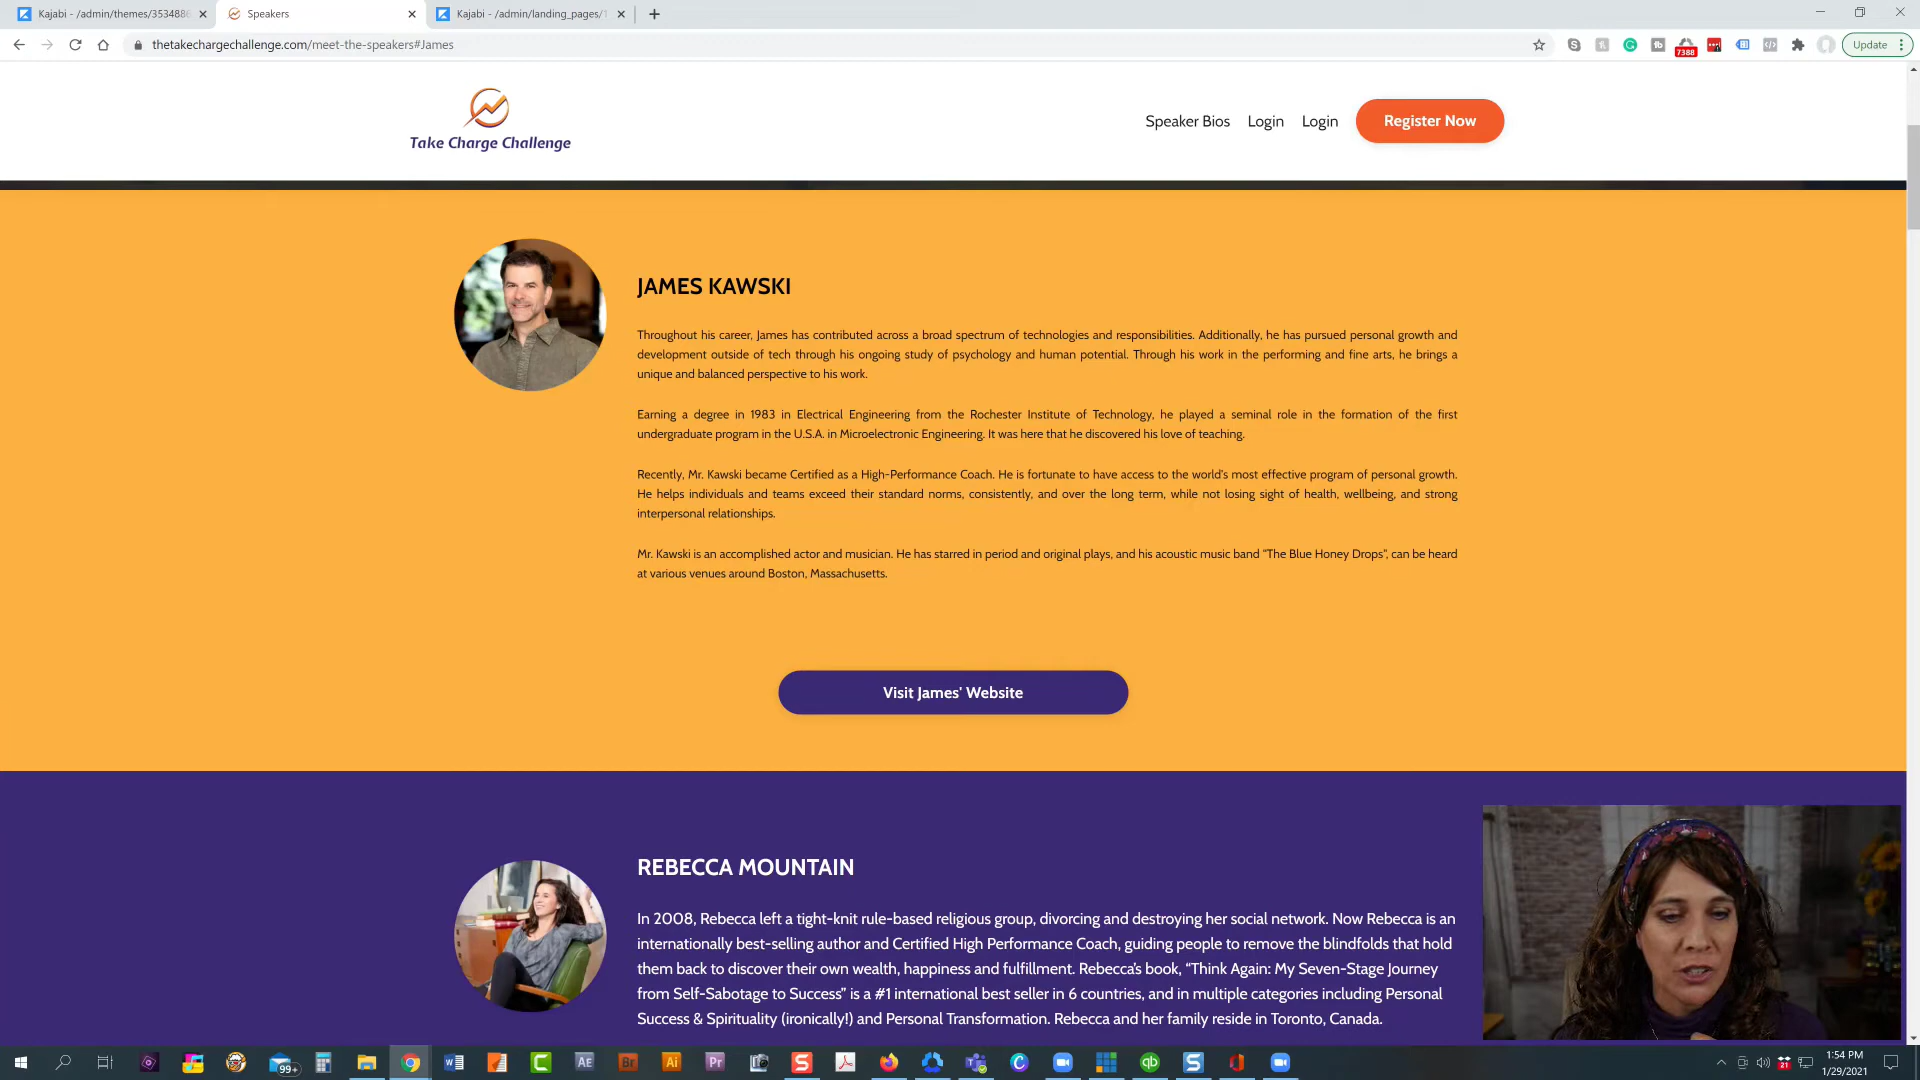 Kajabi - /admin/themes/3534886
Speakers
Kajabi - /admin/landing_pages/1
thetakechargechallenge.com/meet-the-speakers#James
7388
Update
Take Charge Challenge
Speaker Bios
Login
Login
Register Now
JAMES KAWSKI
Throughout his career, James has contributed across a broad spectrum of technologies and responsibilities. Additionally, he has pursued personal growth and
development outside of tech through his ongoing study of psychology and human potential. Through his work in the performing and fine arts, he brings a
unique and balanced perspective to his work.
Earning a degree in 1983 in Electrical Engineering from the Rochester Institute of Technology, he played a seminal role in the formation of the first
undergraduate program in the U.S.A. in Microelectronic Engineering. It was here that he discovered his love of teaching.
Recently, Mr. Kawski became Certified as a High-Performance Coach. He is fortunate to have access to the world's most effective program of personal growth.
He helps individuals and teams exceed their standard norms, consistently, and over the long term, while not losing sight of health, wellbeing, and strong
interpersonal relationships.
Mr. Kawski is an accomplished actor and musician. He has starred in period and original plays, and his acoustic music band "The Blue Honey Drops", can be heard
at various venues around Boston, Massachusetts.
Visit James' Website
REBECCA MOUNTAIN
In 2008, Rebecca left a tight-knit rule-based religious group, divorcing and destroying her social network. Now Rebecca is an
internationally best-selling author and Certified High Performance Coach, guiding people to remove the blindfolds that hold
them back to discover their own wealth, happiness and fulfillment. Rebecca's book, “Think Again: My Seven-Stage Journey
from Self-Sabotage to Success” is a #1 international best seller in 6 countries, and in multiple categories including Personal
Success & Spirituality (ironically!) and Personal Transformation. Rebecca and her family reside in Toronto, Canada.
99+
AE
Br
Ai
Pr
qb
21
1:54 PM
1/29/2021